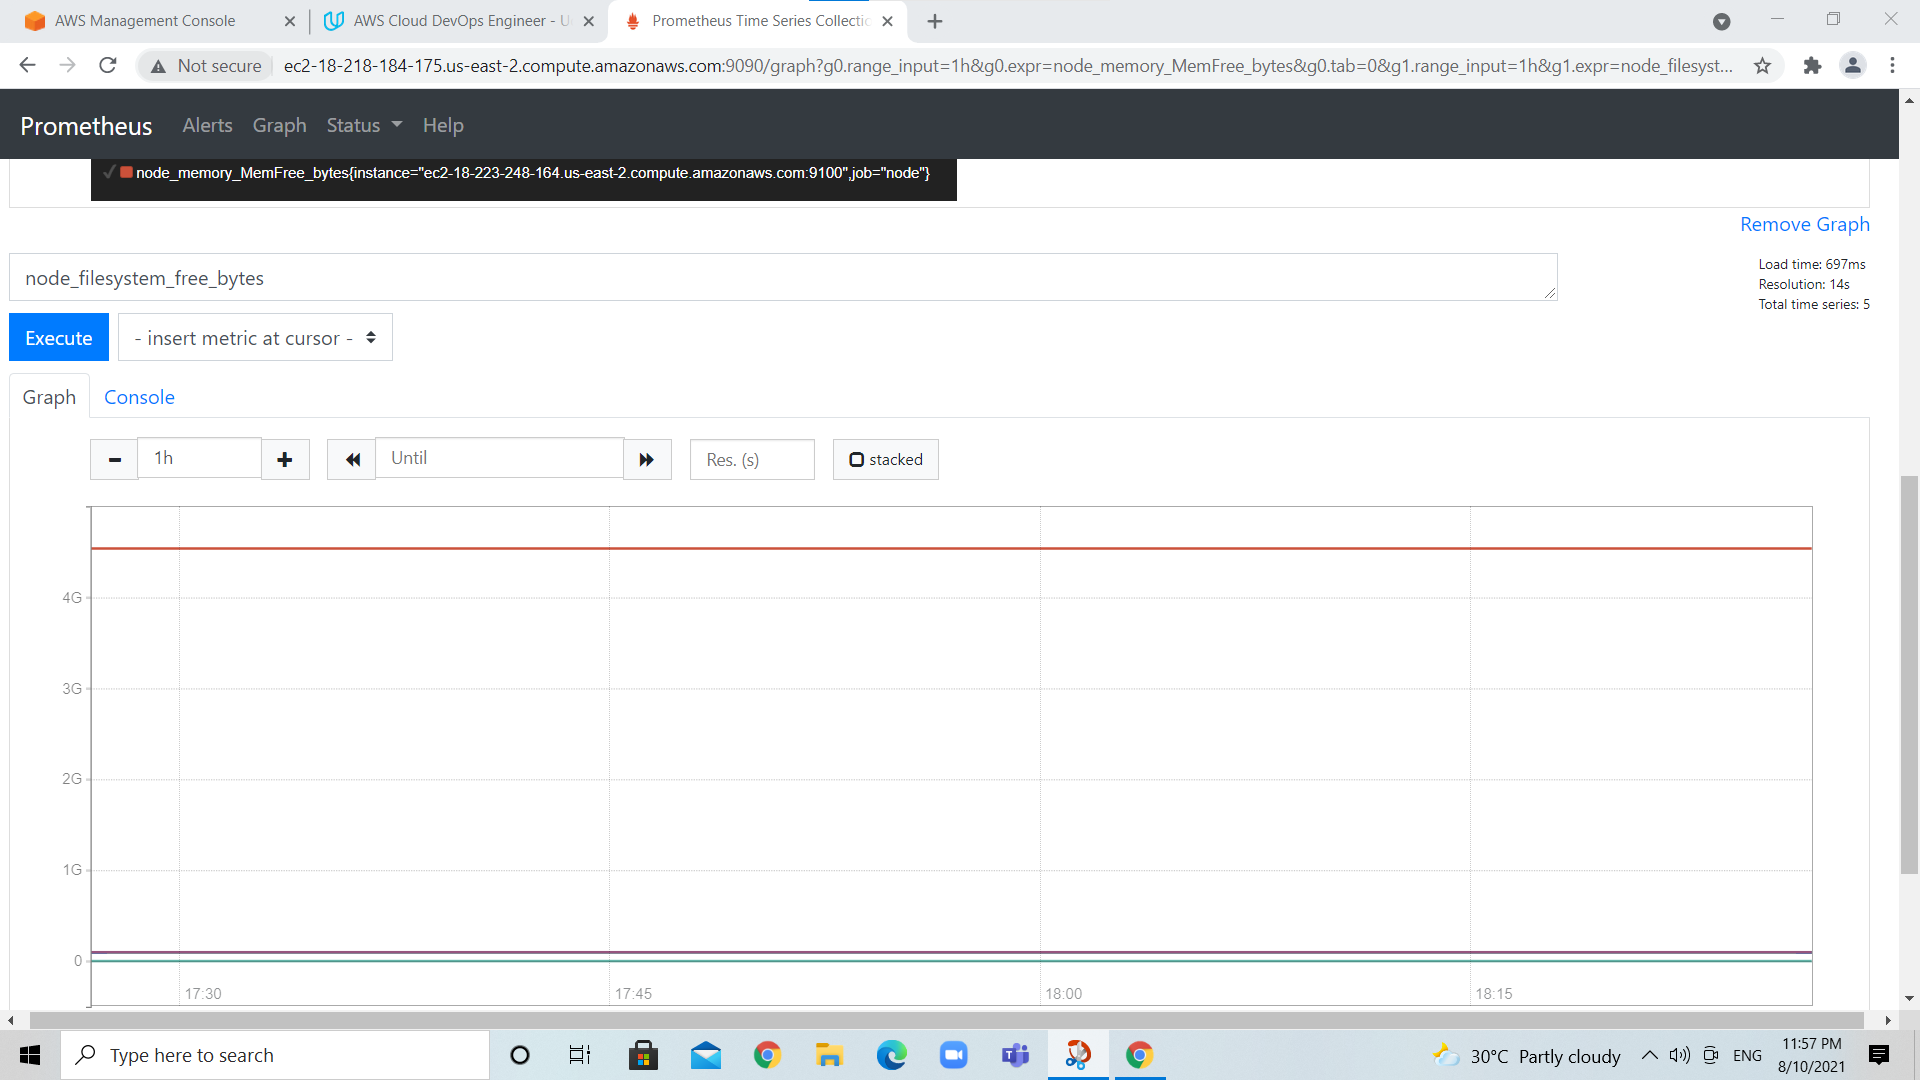 AWS Management Console
AWS Cloud DevOps Engineer - U
Prometheus Time Series Collectic
Not secure
ec2-18-218-184-175.us-east-2.compute.amazonaws.com:9090/graph?g0.range_input=1h&g0.expr=node_memory_MemFree_bytes&g0.tab=0&g1.range_input=1h&g1.expr=node_filesyst...
Prometheus Alerts Graph Status Help
node_memory_MemFree_bytes{instance="ec2-18-223-248-164.us-east-2.compute.amazonaws.com:9100",job="node"}
Remove Graph
node_filesystem_free_bytes
Load time: 697ms
Resolution: 14s
Total time series: 5
Execute
- insert metric at cursor -
Graph Console
1h
Until
Res. (s)
stacked
4G
3G
2G
1G
0
17:30 17:45 18:00 18:15
Type here to search
30°C Partly cloudy
ENG
11:57 PM
8/10/2021